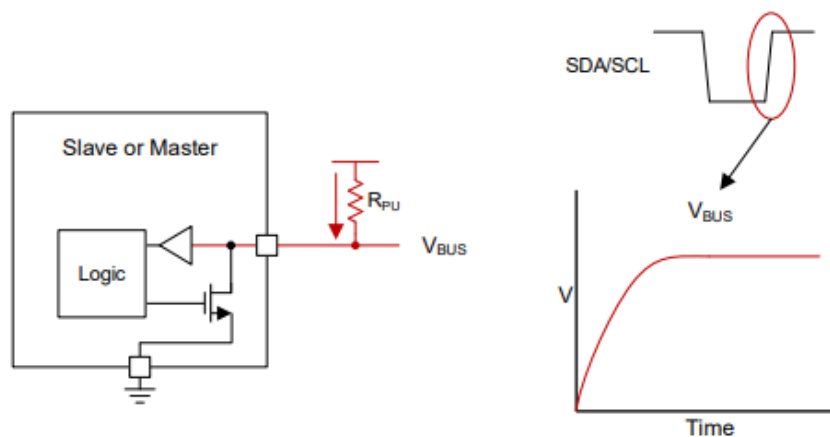 Slave or Master
Logic
RPU
VBUS
SDA/SCL
VBUS
V
Time